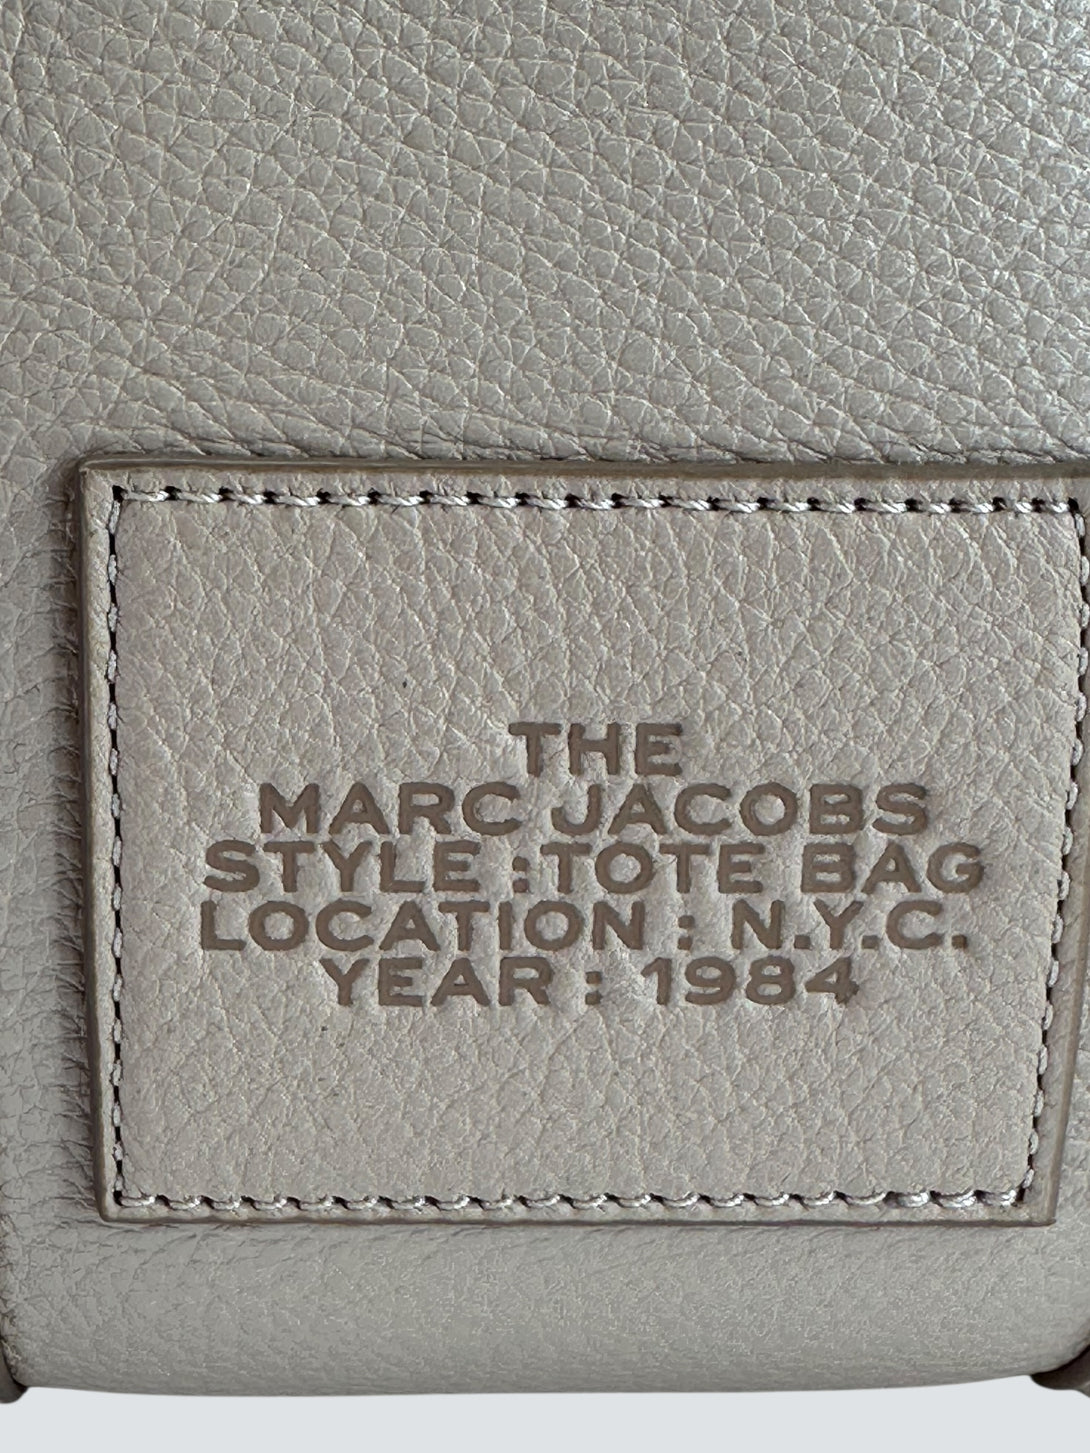 THE
MARC JACOBS
STYLE :TOTE BAG
LOCATION : N.Y.C.
YEAR : 1984